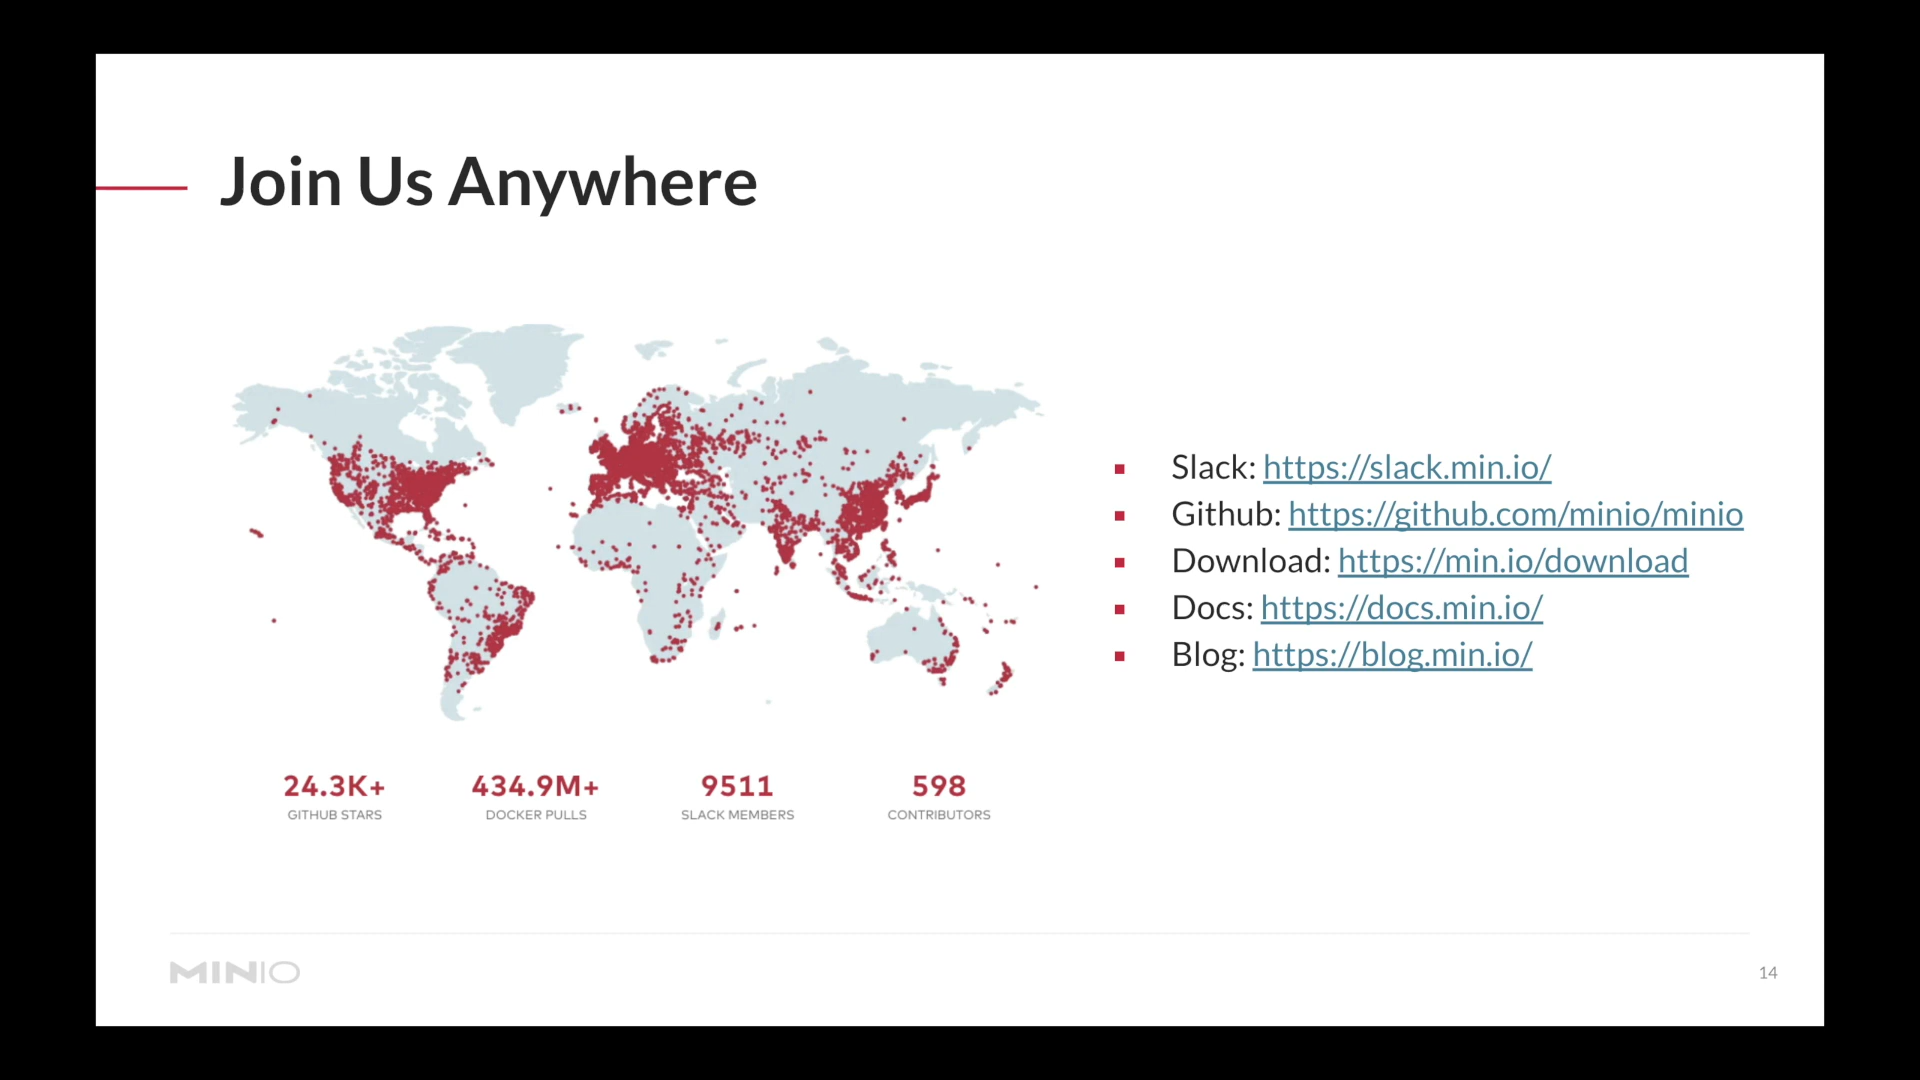 Join Us Anywhere
Slack: https://slack.min.io/
Github: https://github.com/minio/minio
Download: https://min.io/download
Docs: https://docs.min.io/
Blog: https://blog.min.io/
24.3K+ 434.9M+ 9511 598
GITHUB STARS DOCKER PULLS SLACK MEMBERS CONTRIBUTORS
MINIO 14